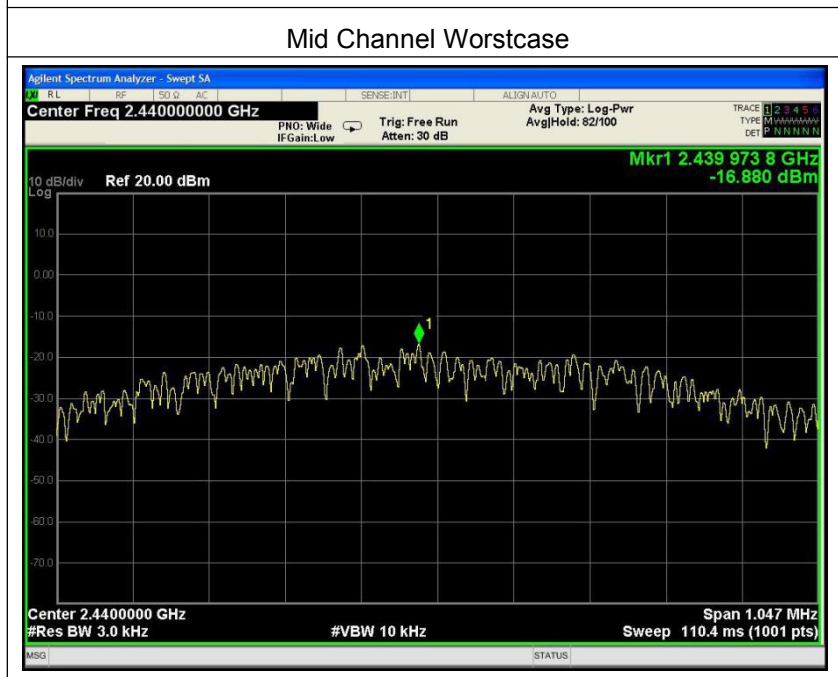 Mid Channel Worstcase
Agilent Spectrum Analyzer - Swept SA
LXI RL RF 50 Ω AC SENSE:INT ALIGN AUTO
Center Freq 2.440000000 GHz
PNO: Wide Trig: Free Run
IFGain:Low Atten: 30 dB
Avg Type: Log-Pwr
Avg|Hold: 82/100
TRACE 1 2 3 4 5 6
TYPE M
DET P N N N N N
Mkr1 2.439 973 8 GHz
-16.880 dBm
10 dB/div Ref 20.00 dBm
Log
10.0
0.00
-10.0
1
-20.0
-30.0
-40.0
-50.0
-60.0
-70.0
Center 2.4400000 GHz Span 1.047 MHz
#Res BW 3.0 kHz #VBW 10 kHz Sweep 110.4 ms (1001 pts)
MSG STATUS